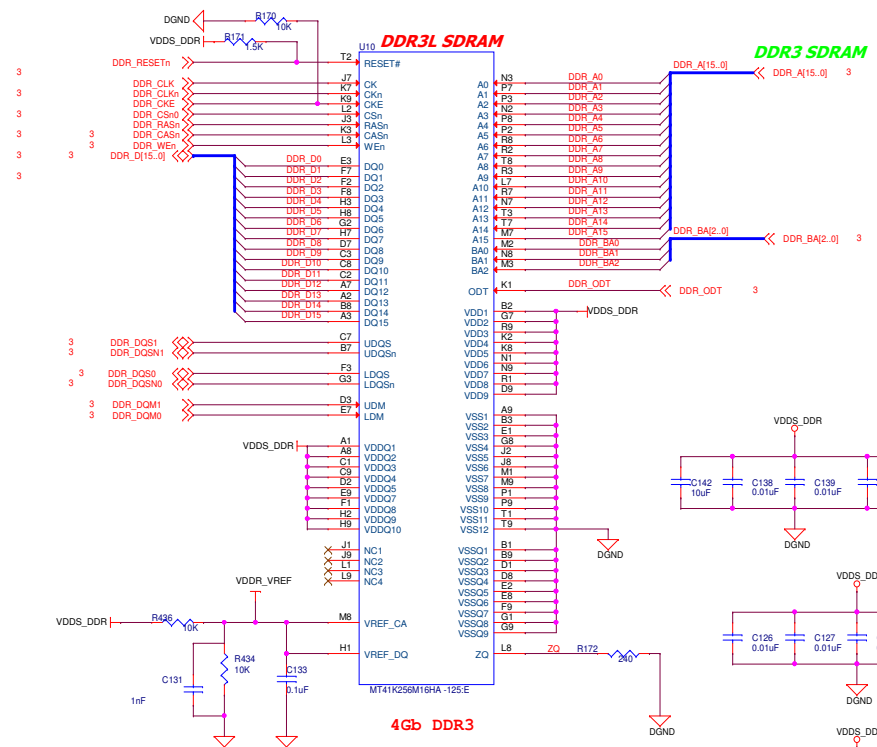 R170
DGND
10K
R171
VDDS_DDR
1.5K
U10
DDR3L SDRAM
DDR3 SDRAM
DDR_RESETn T2 RESET#
3 DDR_CLK J7 CK
DDR_CLKn K7 CKn
3 DDR_CKE K9 CKE
3 DDR_CSn0 L2 CSn
3 DDR_RASn J3 RASn
3 3 DDR_CASn K3 CASn
3 DDR_WEn L3 WEn
3 3 DDR_D[15..0]
3
DDR_D0 E3 DQ0
DDR_D1 F7 DQ1
DDR_D2 F2 DQ2
DDR_D3 F8 DQ3
DDR_D4 H3 DQ4
DDR_D5 H8 DQ5
DDR_D6 G2 DQ6
DDR_D7 H7 DQ7
DDR_D8 D7 DQ8
DDR_D9 C3 DQ9
DDR_D10 C8 DQ10
DDR_D11 C2 DQ11
DDR_D12 A7 DQ12
DDR_D13 A2 DQ13
DDR_D14 B8 DQ14
DDR_D15 A3 DQ15
3 DDR_DQS1 C7 UDQS
3 DDR_DQSN1 B7 UDQSn
3 DDR_DQS0 F3 LDQS
3 DDR_DQSN0 G3 LDQSn
3 DDR_DQM1 D3 UDM
3 DDR_DQM0 E7 LDM
VDDS_DDR
A1 VDDQ1
A8 VDDQ2
C1 VDDQ3
C9 VDDQ4
D2 VDDQ5
E9 VDDQ7
F1 VDDQ8
H2 VDDQ9
H9 VDDQ10
J1 NC1
J9 NC2
L1 NC3
L9 NC4
VDDR_VREF
VDDS_DDR
R436
10K
M8 VREF_CA
H1 VREF_DQ
R434
10K
C131
1nF
C133
0.1uF
A0 N3 DDR_A0
A1 P7 DDR_A1
A2 P3 DDR_A2
A3 N2 DDR_A3
A4 P8 DDR_A4
A5 P2 DDR_A5
A6 R8 DDR_A6
A7 R2 DDR_A7
A8 T8 DDR_A8
A9 R3 DDR_A9
A10 L7 DDR_A10
A11 R7 DDR_A11
A12 N7 DDR_A12
A13 T3 DDR_A13
A14 T7 DDR_A14
A15 M7 DDR_A15
BA0 M2 DDR_BA0
BA1 N8 DDR_BA1
BA2 M3 DDR_BA2
DDR_A[15..0]
DDR_A[15..0] 3
DDR_BA[2..0]
DDR_BA[2..0] 3
ODT K1 DDR_ODT
DDR_ODT 3
VDD1 B2
VDDS_DDR
VDD2 G7
VDD3 R9
VDD4 K2
VDD5 K8
VDD6 N1
VDD7 N9
VDD8 R1
VDD9 D9
VSS1 A9
VSS2 B3
VSS3 E1
VSS4 G8
VSS5 J2
VSS6 J8
VSS7 M1
VSS8 M9
VSS9 P1
VSS10 P9
VSS11 T1
VSS12 T9
DGND
VSSQ1 B1
VSSQ2 B9
VSSQ3 D1
VSSQ4 D8
VSSQ5 E2
VSSQ6 E8
VSSQ7 F9
VSSQ8 G1
VSSQ9 G9
ZQ L8 ZQ
R172
240
DGND
MT41K256M16HA -125:E
4Gb DDR3
VDDS_DDR
C142
10uF
C138
0.01uF
C139
0.01uF
DGND
VDDS_DD
C126
0.01uF
C127
0.01uF
DGND
VDDS_DD